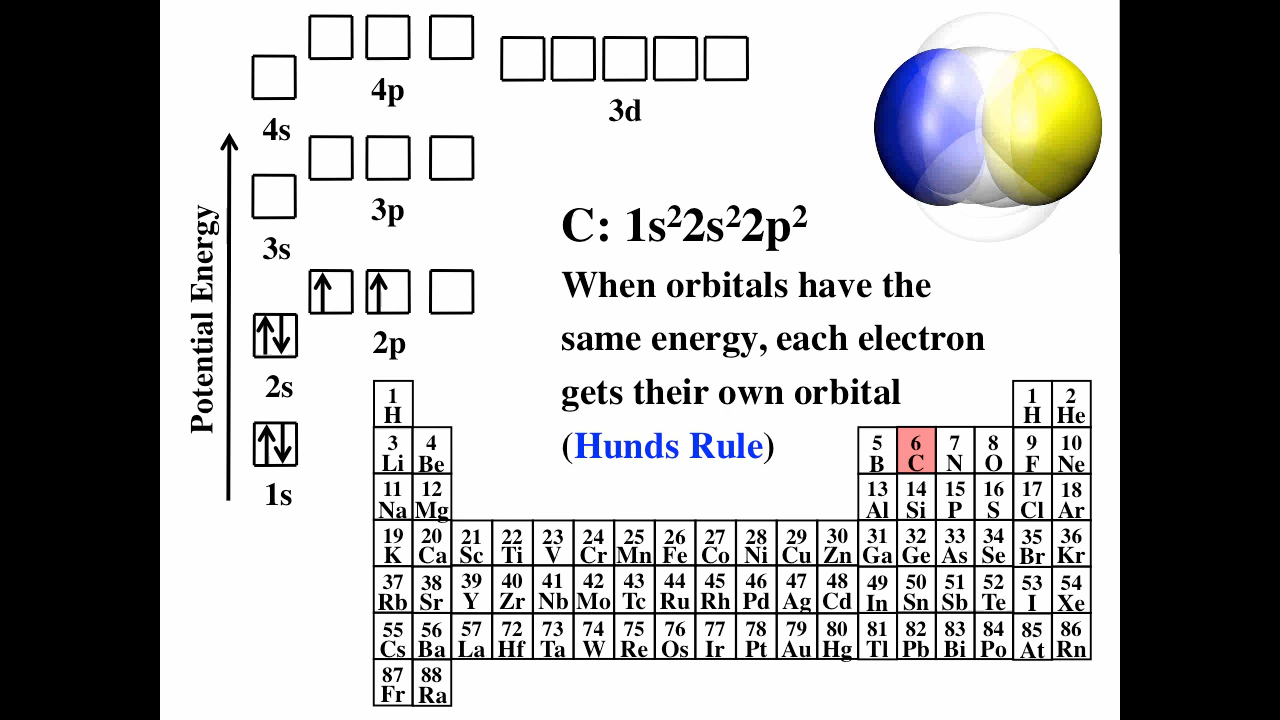 4p
3d
4s
3p
3s
Potential Energy
C: 1s²2s²2p²
When orbitals have the
same energy, each electron
gets their own orbital
(Hunds Rule)
2p
2s
1s
1 1 2
H H He
3 4 5 6 7 8 9 10
Li Be B C N O F Ne
11 12 13 14 15 16 17 18
Na Mg Al Si P S Cl Ar
19 20 21 22 23 24 25 26 27 28 29 30 31 32 33 34 35 36
K Ca Sc Ti V Cr Mn Fe Co Ni Cu Zn Ga Ge As Se Br Kr
37 38 39 40 41 42 43 44 45 46 47 48 49 50 51 52 53 54
Rb Sr Y Zr Nb Mo Tc Ru Rh Pd Ag Cd In Sn Sb Te I Xe
55 56 57 72 73 74 75 76 77 78 79 80 81 82 83 84 85 86
Cs Ba La Hf Ta W Re Os Ir Pt Au Hg Tl Pb Bi Po At Rn
87 88
Fr Ra